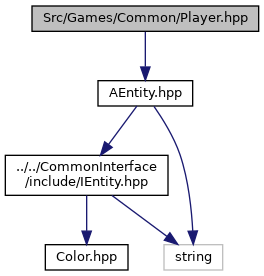 Src/Games/Common/Player.hpp
AEntity.hpp
../../CommonInterface
/include/IEntity.hpp
Color.hpp
string